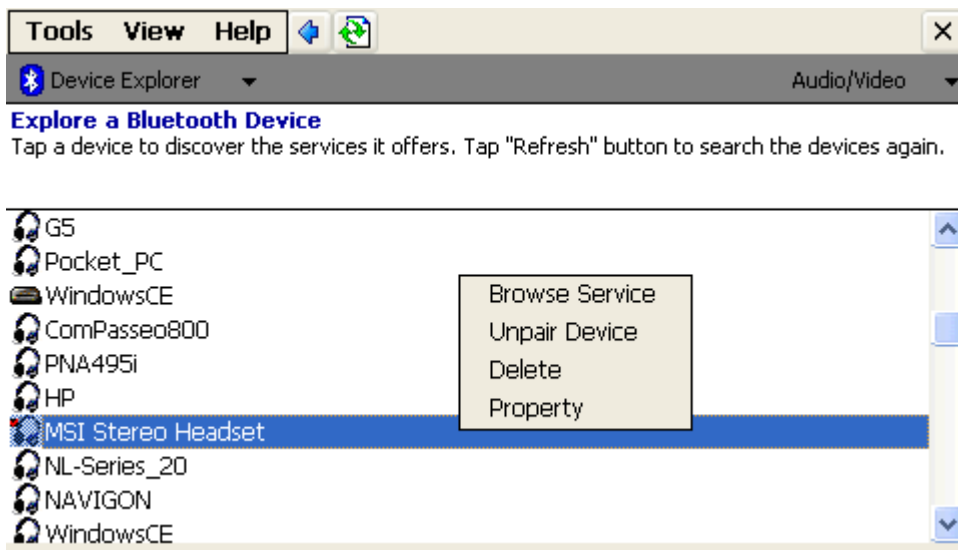 Tools View Help
Device Explorer Audio/Video
Explore a Bluetooth Device
Tap a device to discover the services it offers. Tap "Refresh" button to search the devices again.
G5
Pocket_PC
WindowsCE
ComPasseo800
PNA495i
HP
MSI Stereo Headset
NL-Series_20
NAVIGON
WindowsCE
Browse Service
Unpair Device
Delete
Property